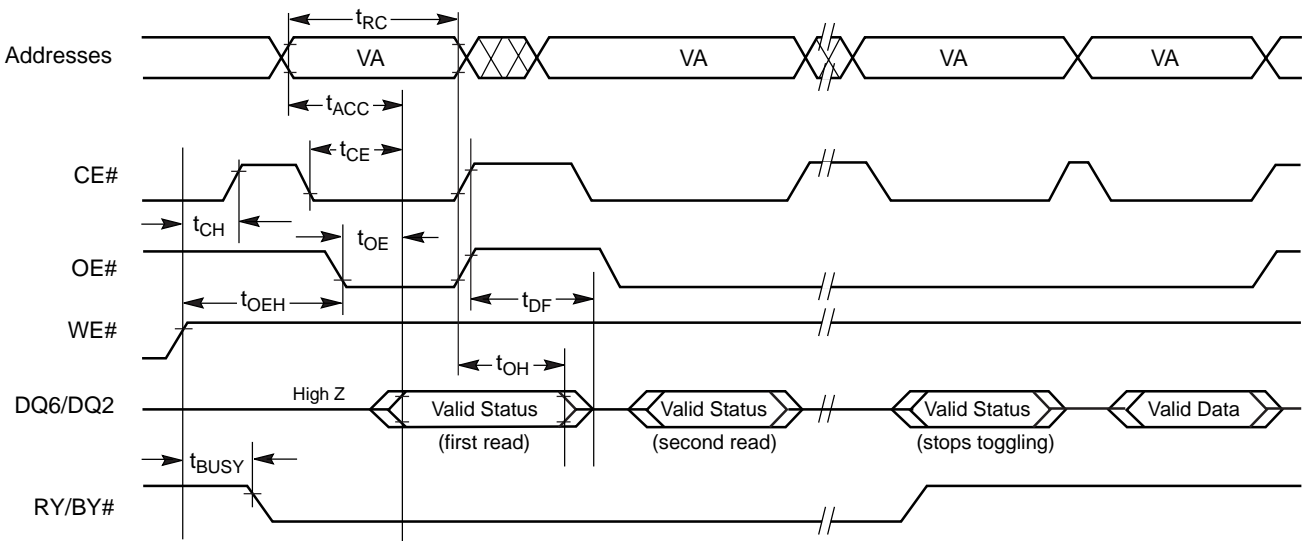 tRC
Addresses VA VA VA VA
tACC
tCE
CE#
tCH
tOE
OE#
tOEH
tDF
WE#
tOH
High Z
DQ6/DQ2 Valid Status Valid Status Valid Status Valid Data
(first read) (second read) (stops toggling)
tBUSY
RY/BY#